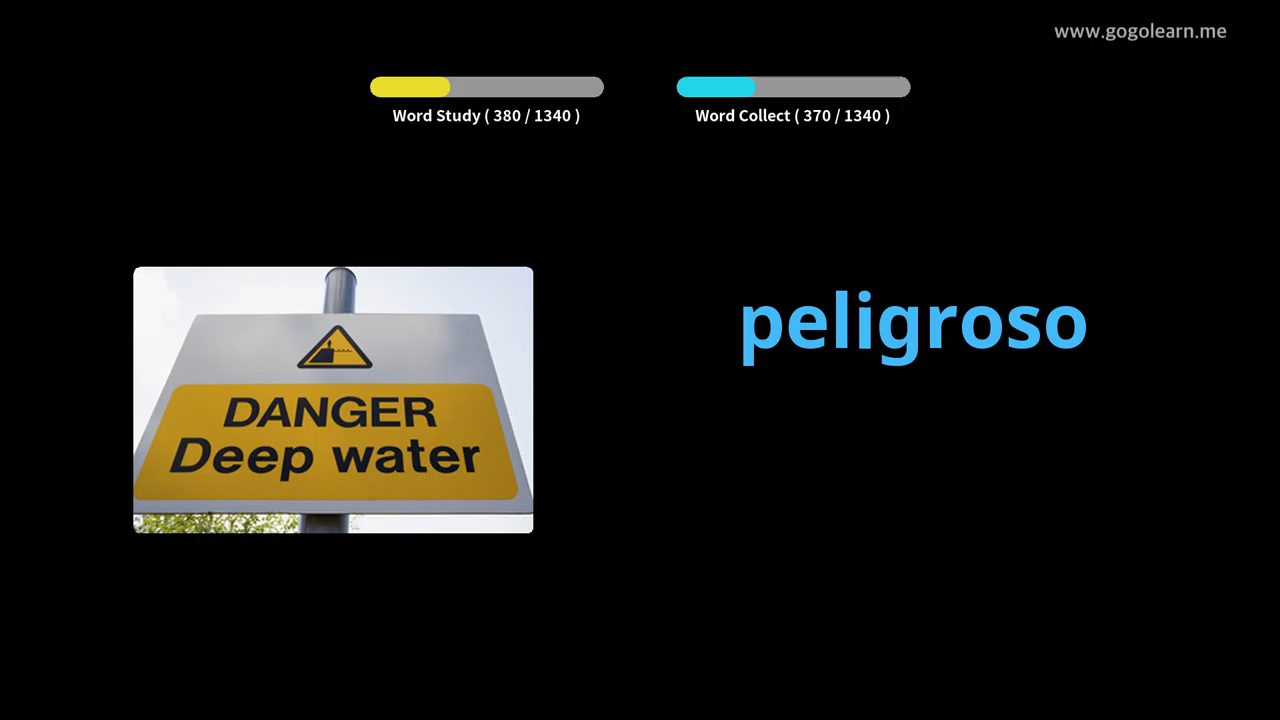 www.gogolearn.me
Word Study ( 380 / 1340 )
Word Collect ( 370 / 1340 )
DANGER
Deep water
peligroso